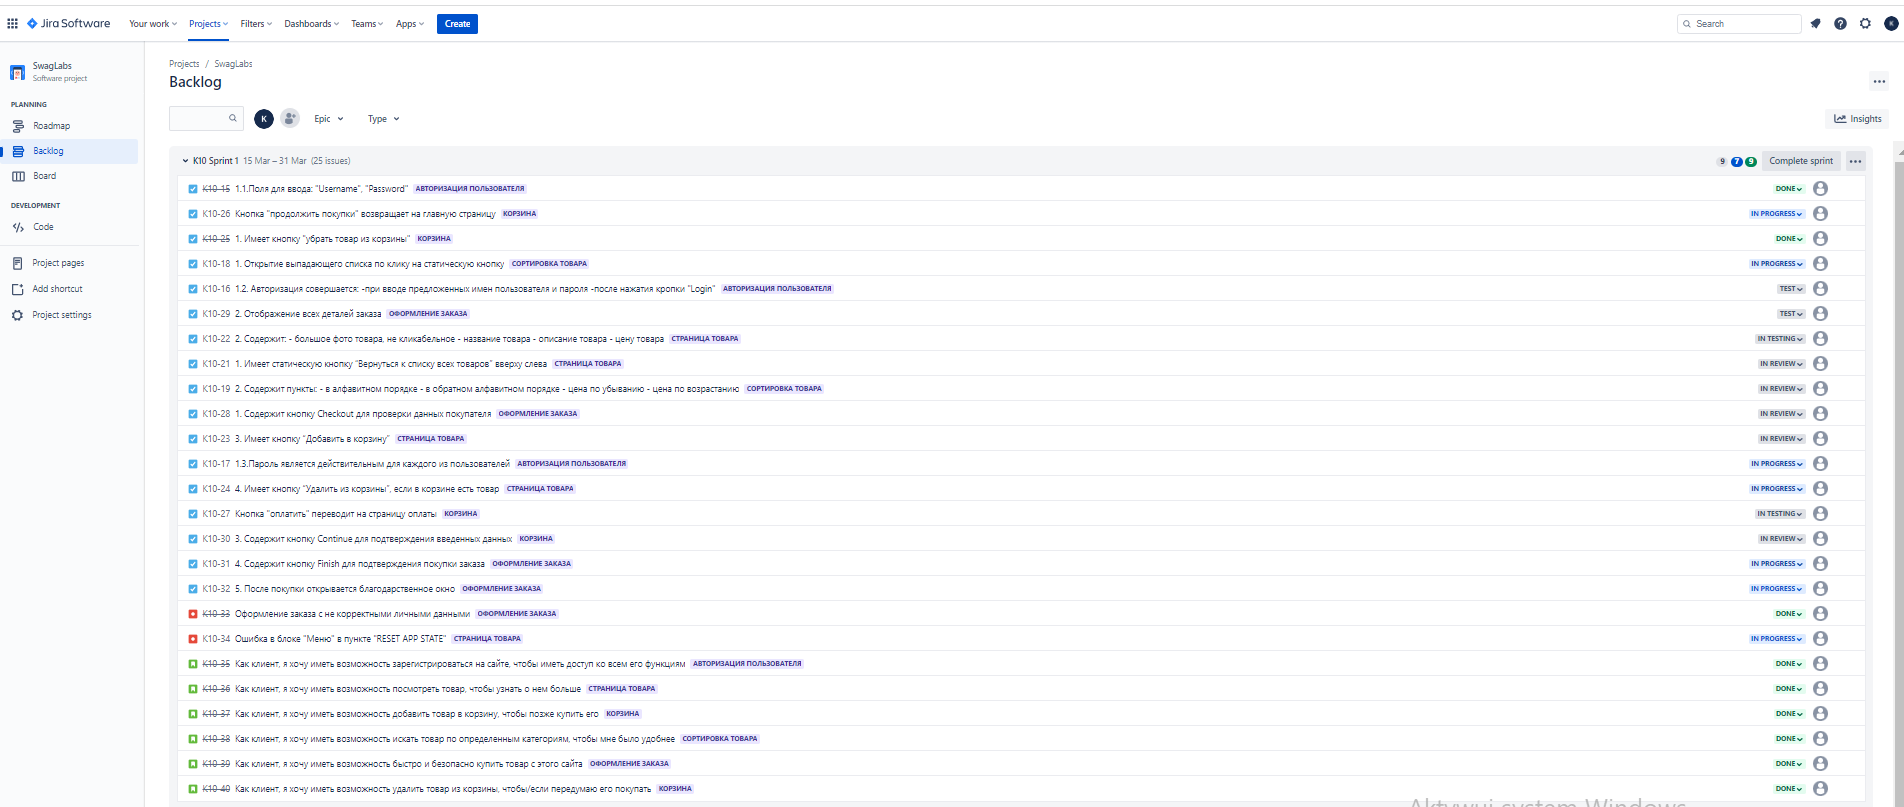 Jira Software Your work Projects Filters Dashboards Teams Apps Create Search K
SwagLabs
Software project
PLANNING
Roadmap
Backlog
Board
DEVELOPMENT
Code
Project pages
Add shortcut
Project settings
Projects / SwagLabs
Backlog
K Epic Type Insights
K10 Sprint 1 15 Mar – 31 Mar (25 issues) 9 7 9 Complete sprint
K10-15 1.1.Поля для ввода: "Username", "Password" АВТОРИЗАЦИЯ ПОЛЬЗОВАТЕЛЯ DONE
K10-26 Кнопка "продолжить покупки" возвращает на главную страницу КОРЗИНА IN PROGRESS
K10-25 1. Имеет кнопку "убрать товар из корзины" КОРЗИНА DONE
K10-18 1. Открытие выпадающего списка по клику на статическую кнопку СОРТИРОВКА ТОВАРА IN PROGRESS
K10-16 1.2. Авторизация совершается: -при вводе предложенных имен пользователя и пароля -после нажатия кропки "Login" АВТОРИЗАЦИЯ ПОЛЬЗОВАТЕЛЯ TEST
K10-29 2. Отображение всех деталей заказа ОФОРМЛЕНИЕ ЗАКАЗА TEST
K10-22 2. Содержит: - большое фото товара, не кликабельное - название товара - описание товара - цену товара СТРАНИЦА ТОВАРА IN TESTING
K10-21 1. Имеет статическую кнопку "Вернуться к списку всех товаров" вверху слева СТРАНИЦА ТОВАРА IN REVIEW
K10-19 2. Содержит пункты: - в алфавитном порядке - в обратном алфавитном порядке - цена по убыванию - цена по возрастанию СОРТИРОВКА ТОВАРА IN REVIEW
K10-28 1. Содержит кнопку Checkout для проверки данных покупателя ОФОРМЛЕНИЕ ЗАКАЗА IN REVIEW
K10-23 3. Имеет кнопку "Добавить в корзину" СТРАНИЦА ТОВАРА IN REVIEW
K10-17 1.3.Пароль является действительным для каждого из пользователей АВТОРИЗАЦИЯ ПОЛЬЗОВАТЕЛЯ IN PROGRESS
K10-24 4. Имеет кнопку "Удалить из корзины", если в корзине есть товар СТРАНИЦА ТОВАРА IN PROGRESS
K10-27 Кнопка "оплатить" переводит на страницу оплаты КОРЗИНА IN TESTING
K10-30 3. Содержит кнопку Continue для подтверждения введенных данных КОРЗИНА IN REVIEW
K10-31 4. Содержит кнопку Finish для подтверждения покупки заказа ОФОРМЛЕНИЕ ЗАКАЗА IN PROGRESS
K10-32 5. После покупки открывается благодарственное окно ОФОРМЛЕНИЕ ЗАКАЗА IN PROGRESS
K10-33 Оформление заказа с не корректными личными данными ОФОРМЛЕНИЕ ЗАКАЗА DONE
K10-34 Ошибка в блоке "Меню" в пункте "RESET APP STATE" СТРАНИЦА ТОВАРА IN PROGRESS
K10-35 Как клиент, я хочу иметь возможность зарегистрироваться на сайте, чтобы иметь доступ ко всем его функциям АВТОРИЗАЦИЯ ПОЛЬЗОВАТЕЛЯ DONE
K10-36 Как клиент, я хочу иметь возможность посмотреть товар, чтобы узнать о нем больше СТРАНИЦА ТОВАРА DONE
K10-37 Как клиент, я хочу иметь возможность добавить товар в корзину, чтобы позже купить его КОРЗИНА DONE
K10-38 Как клиент, я хочу иметь возможность искать товар по определенным категориям, чтобы мне было удобнее СОРТИРОВКА ТОВАРА DONE
K10-39 Как клиент, я хочу иметь возможность быстро и безопасно купить товар с этого сайта ОФОРМЛЕНИЕ ЗАКАЗА DONE
K10-40 Как клиент, я хочу иметь возможность удалить товар из корзины, чтобы/если передумаю его покупать КОРЗИНА DONE
Aktywuj system Windows